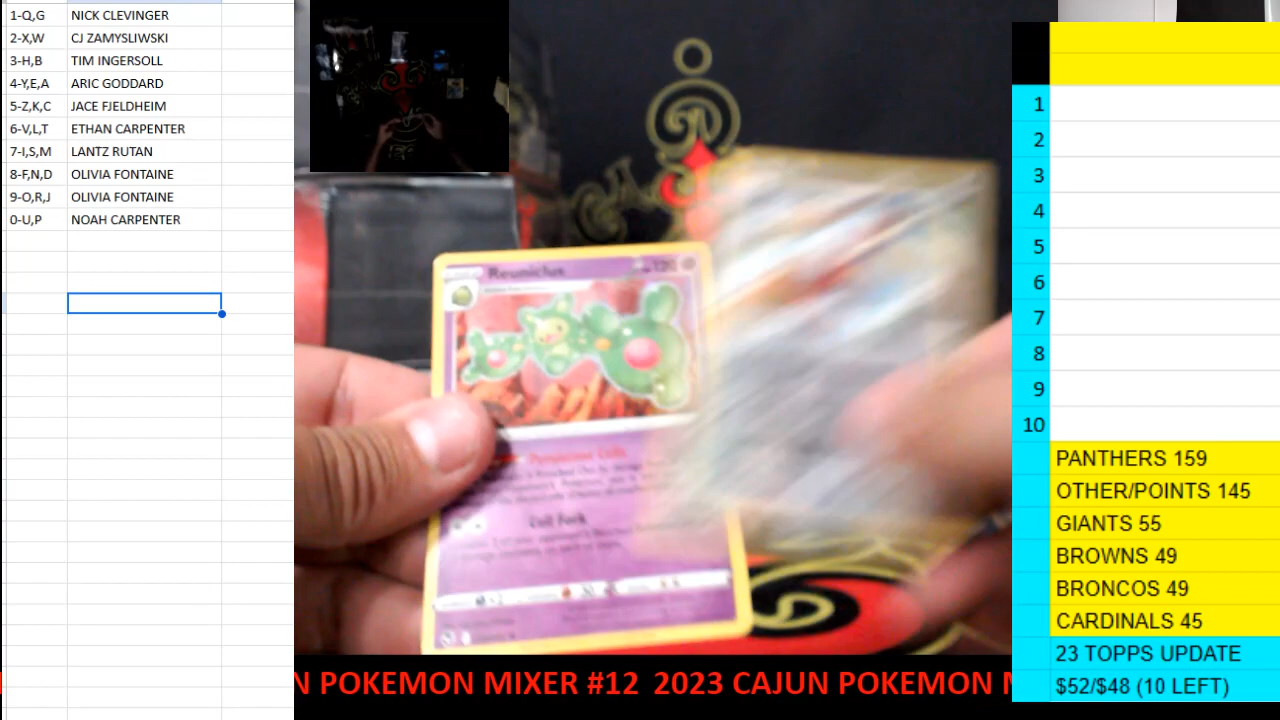 1-Q,G NICK CLEVINGER
2-X,W CJ ZAMYSLIWSKI
3-H,B TIM INGERSOLL
4-Y,E,A ARIC GODDARD
5-Z,K,C JACE FJELDHEIM
6-V,L,T ETHAN CARPENTER
7-I,S,M LANTZ RUTAN
8-F,N,D OLIVIA FONTAINE
9-O,R,J OLIVIA FONTAINE
0-U,P NOAH CARPENTER
Reuniclus
Cell Fork
1
2
3
4
5
6
7
8
9
10
PANTHERS 159
OTHER/POINTS 145
GIANTS 55
BROWNS 49
BRONCOS 49
CARDINALS 45
23 TOPPS UPDATE
$52/$48 (10 LEFT)
N POKEMON MIXER #12 2023 CAJUN POKEMON M